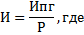 И = Ипг / Р, где